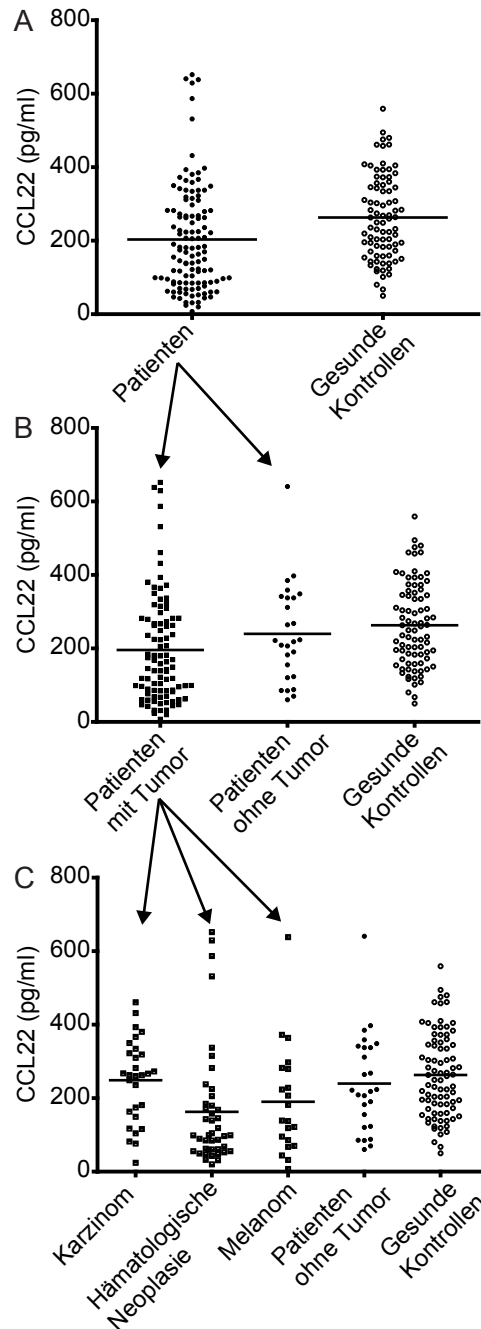 A
800
600
400
200
0
CCL22 (pg/ml)
Patienten
Gesunde
Kontrollen
B
800
600
400
200
0
CCL22 (pg/ml)
Patienten
mit Tumor
Patienten
ohne Tumor
Gesunde
Kontrollen
C
800
600
400
200
0
CCL22 (pg/ml)
Karzinom
Hämatologische
Neoplasie
Melanom
Patienten
ohne Tumor
Gesunde
Kontrollen